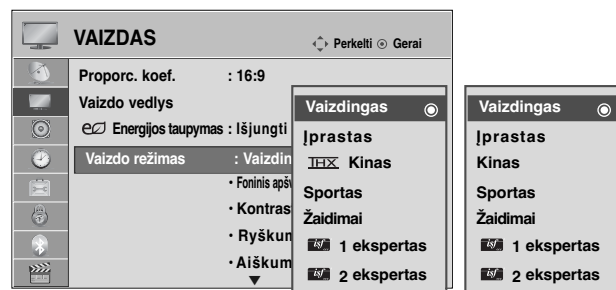 VAIZDAS
Perkelti Gerai
Proporc. koef. : 16:9
Vaizdo vedlys
Energijos taupymas : Išjungti
Vaizdo režimas : Vaizdin
• Foninis apšv
• Kontras
• Ryškum
• Aiškum
Vaizdingas
Įprastas
THX Kinas
Sportas
Žaidimai
isf 1 ekspertas
isf 2 ekspertas
Vaizdingas
Įprastas
Kinas
Sportas
Žaidimai
isf 1 ekspertas
isf 2 ekspertas